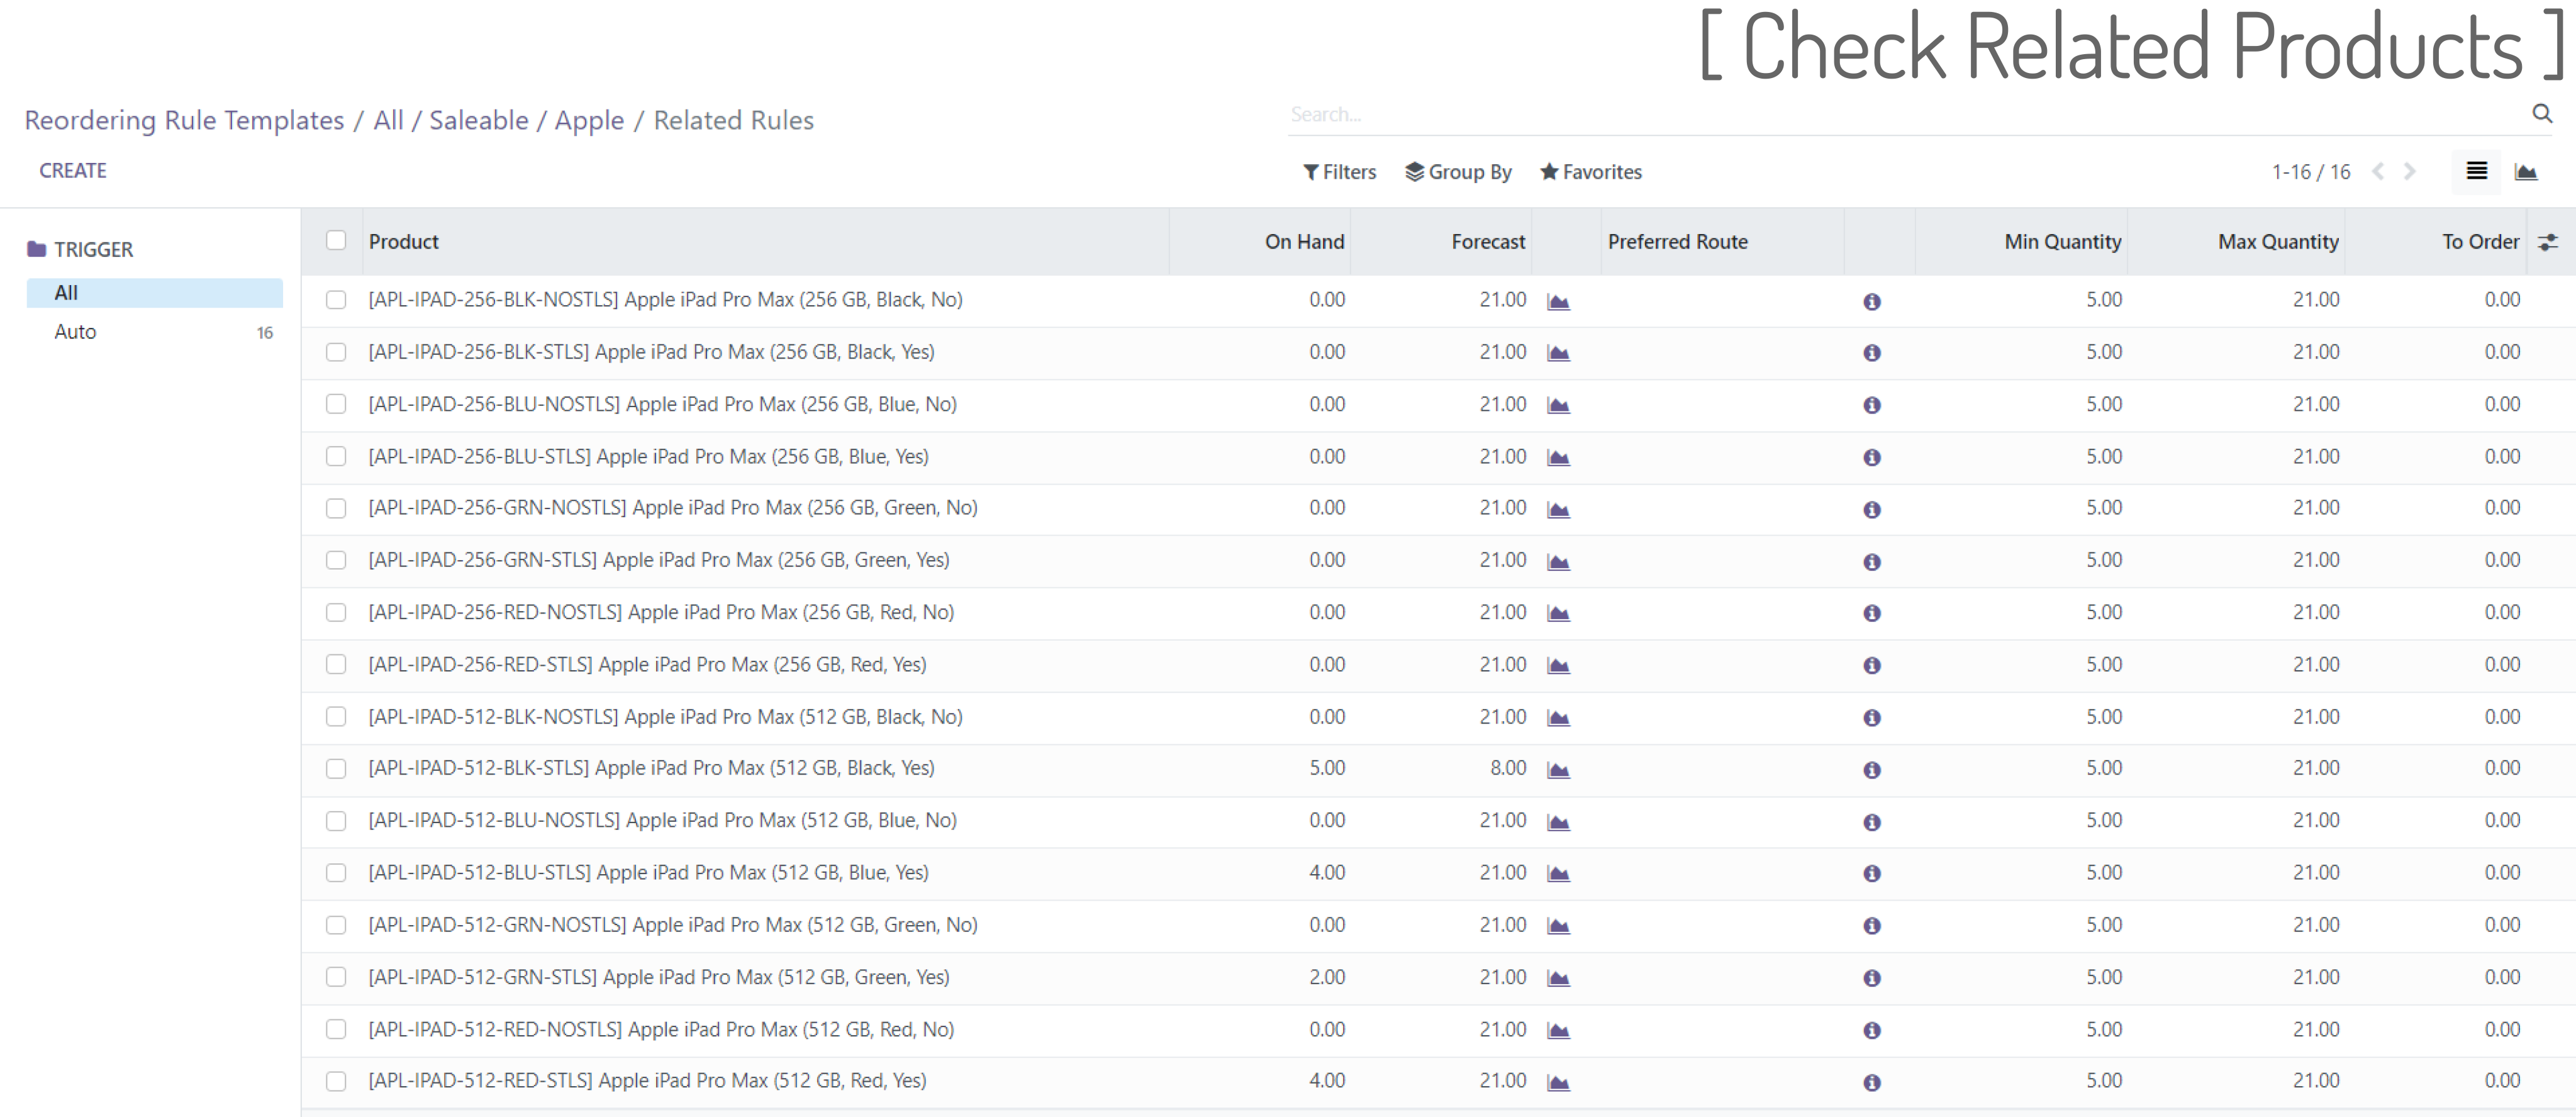 [ Check Related Products ]
Reordering Rule Templates / All / Saleable / Apple / Related Rules
Search...
CREATE
Filters Group By Favorites 1-16 / 16
TRIGGER
All
Auto 16
Product On Hand Forecast Preferred Route Min Quantity Max Quantity To Order
[APL-IPAD-256-BLK-NOSTLS] Apple iPad Pro Max (256 GB, Black, No) 0.00 21.00 5.00 21.00 0.00
[APL-IPAD-256-BLK-STLS] Apple iPad Pro Max (256 GB, Black, Yes) 0.00 21.00 5.00 21.00 0.00
[APL-IPAD-256-BLU-NOSTLS] Apple iPad Pro Max (256 GB, Blue, No) 0.00 21.00 5.00 21.00 0.00
[APL-IPAD-256-BLU-STLS] Apple iPad Pro Max (256 GB, Blue, Yes) 0.00 21.00 5.00 21.00 0.00
[APL-IPAD-256-GRN-NOSTLS] Apple iPad Pro Max (256 GB, Green, No) 0.00 21.00 5.00 21.00 0.00
[APL-IPAD-256-GRN-STLS] Apple iPad Pro Max (256 GB, Green, Yes) 0.00 21.00 5.00 21.00 0.00
[APL-IPAD-256-RED-NOSTLS] Apple iPad Pro Max (256 GB, Red, No) 0.00 21.00 5.00 21.00 0.00
[APL-IPAD-256-RED-STLS] Apple iPad Pro Max (256 GB, Red, Yes) 0.00 21.00 5.00 21.00 0.00
[APL-IPAD-512-BLK-NOSTLS] Apple iPad Pro Max (512 GB, Black, No) 0.00 21.00 5.00 21.00 0.00
[APL-IPAD-512-BLK-STLS] Apple iPad Pro Max (512 GB, Black, Yes) 5.00 8.00 5.00 21.00 0.00
[APL-IPAD-512-BLU-NOSTLS] Apple iPad Pro Max (512 GB, Blue, No) 0.00 21.00 5.00 21.00 0.00
[APL-IPAD-512-BLU-STLS] Apple iPad Pro Max (512 GB, Blue, Yes) 4.00 21.00 5.00 21.00 0.00
[APL-IPAD-512-GRN-NOSTLS] Apple iPad Pro Max (512 GB, Green, No) 0.00 21.00 5.00 21.00 0.00
[APL-IPAD-512-GRN-STLS] Apple iPad Pro Max (512 GB, Green, Yes) 2.00 21.00 5.00 21.00 0.00
[APL-IPAD-512-RED-NOSTLS] Apple iPad Pro Max (512 GB, Red, No) 0.00 21.00 5.00 21.00 0.00
[APL-IPAD-512-RED-STLS] Apple iPad Pro Max (512 GB, Red, Yes) 4.00 21.00 5.00 21.00 0.00